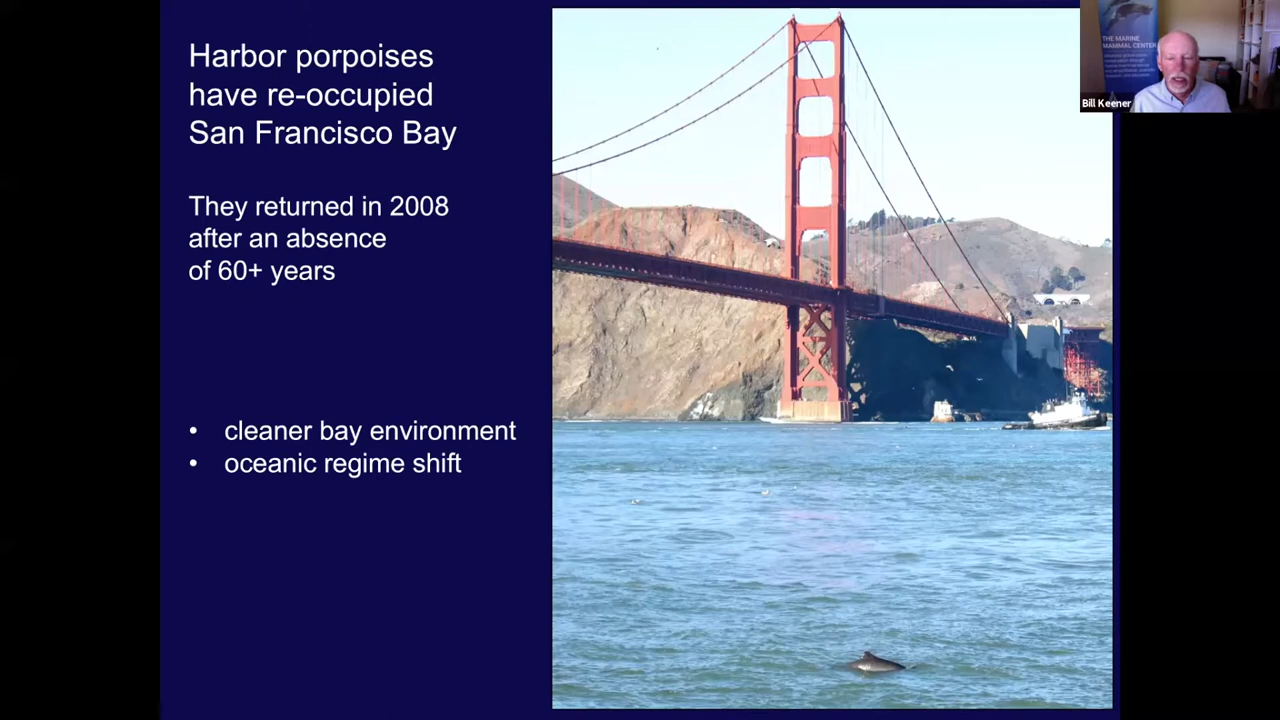 Harbor porpoises
have re-occupied
San Francisco Bay
They returned in 2008
after an absence
of 60+ years
• cleaner bay environment
• oceanic regime shift
THE MARINE
MAMMAL CENTER
Bill Keener